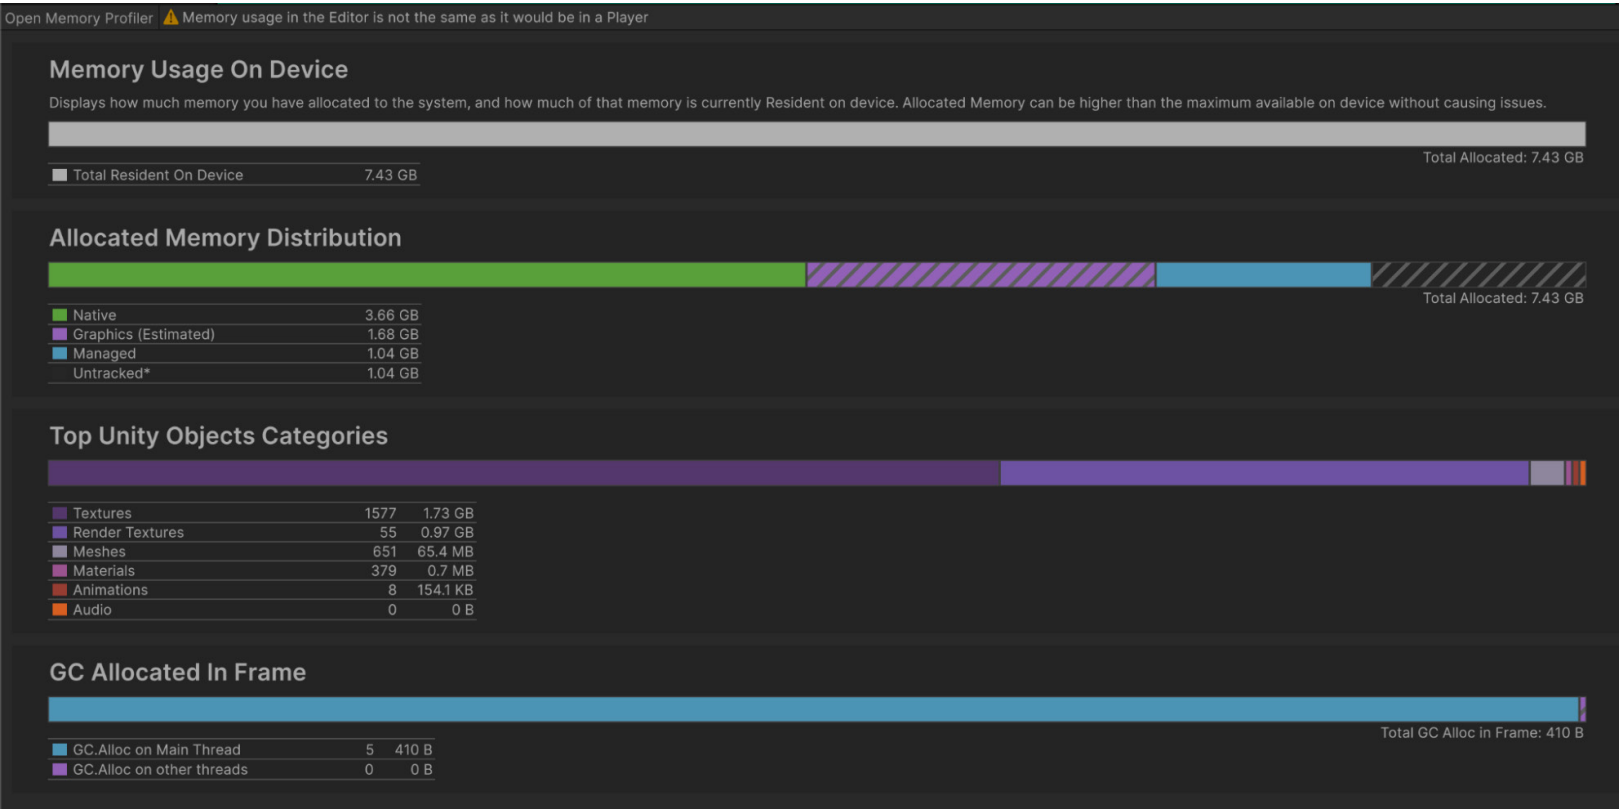 Open Memory Profiler Memory usage in the Editor is not the same as it would be in a Player
Memory Usage On Device
Displays how much memory you have allocated to the system, and how much of that memory is currently Resident on device. Allocated Memory can be higher than the maximum available on device without causing issues.
Total Allocated: 7.43 GB
Total Resident On Device 7.43 GB
Allocated Memory Distribution
Total Allocated: 7.43 GB
Native 3.66 GB
Graphics (Estimated) 1.68 GB
Managed 1.04 GB
Untracked* 1.04 GB
Top Unity Objects Categories
Textures 1577 1.73 GB
Render Textures 55 0.97 GB
Meshes 651 65.4 MB
Materials 379 0.7 MB
Animations 8 154.1 KB
Audio 0 0 B
GC Allocated In Frame
Total GC Alloc in Frame: 410 B
GC.Alloc on Main Thread 5 410 B
GC.Alloc on other threads 0 0 B